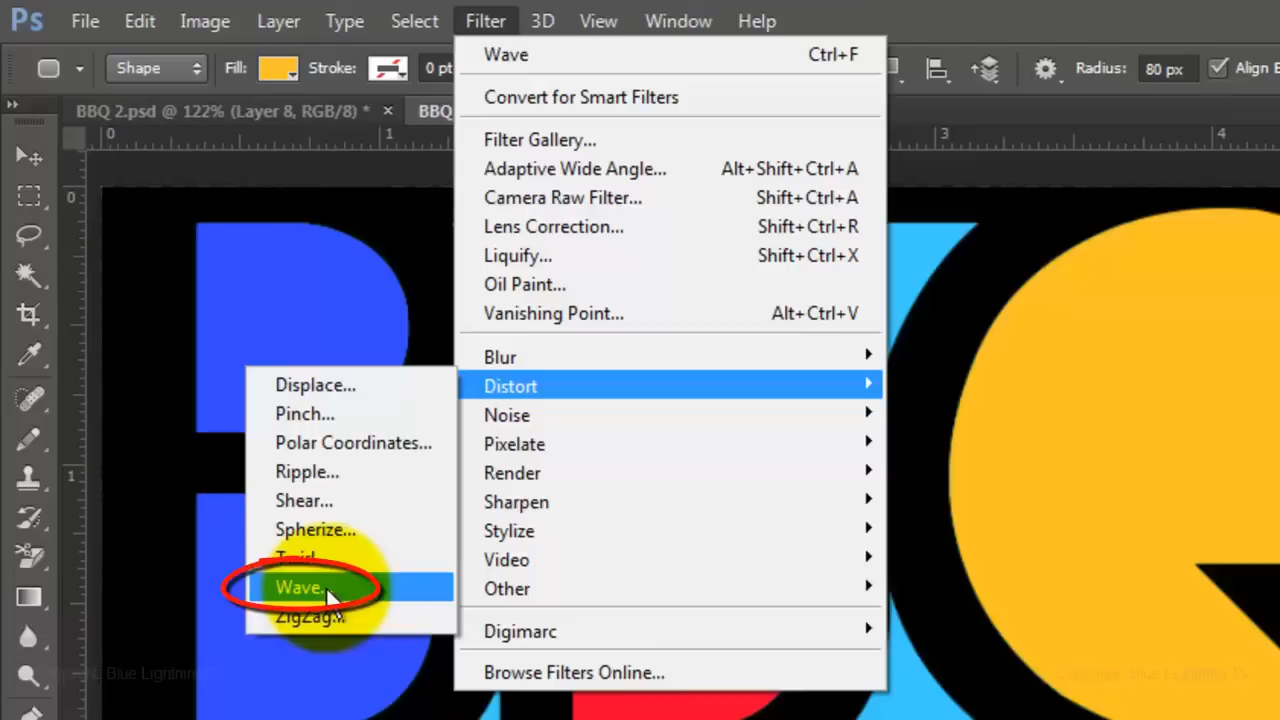 Ps File Edit Image Layer Type Select Filter 3D View Window Help
Shape Fill: Stroke: 0 pt Radius: 80 px Align E
BBQ 2.psd @ 122% (Layer 8, RGB/8) * × BBQ
0 1 3 4
0
1
Wave Ctrl+F
Convert for Smart Filters
Filter Gallery...
Adaptive Wide Angle... Alt+Shift+Ctrl+A
Camera Raw Filter... Shift+Ctrl+A
Lens Correction... Shift+Ctrl+R
Liquify... Shift+Ctrl+X
Oil Paint...
Vanishing Point... Alt+Ctrl+V
Blur
Distort
Noise
Pixelate
Render
Sharpen
Stylize
Video
Other
Digimarc
Browse Filters Online...
Displace...
Pinch...
Polar Coordinates...
Ripple...
Shear...
Spherize...
Twirl...
Wave...
ZigZag...
Blue Lightning